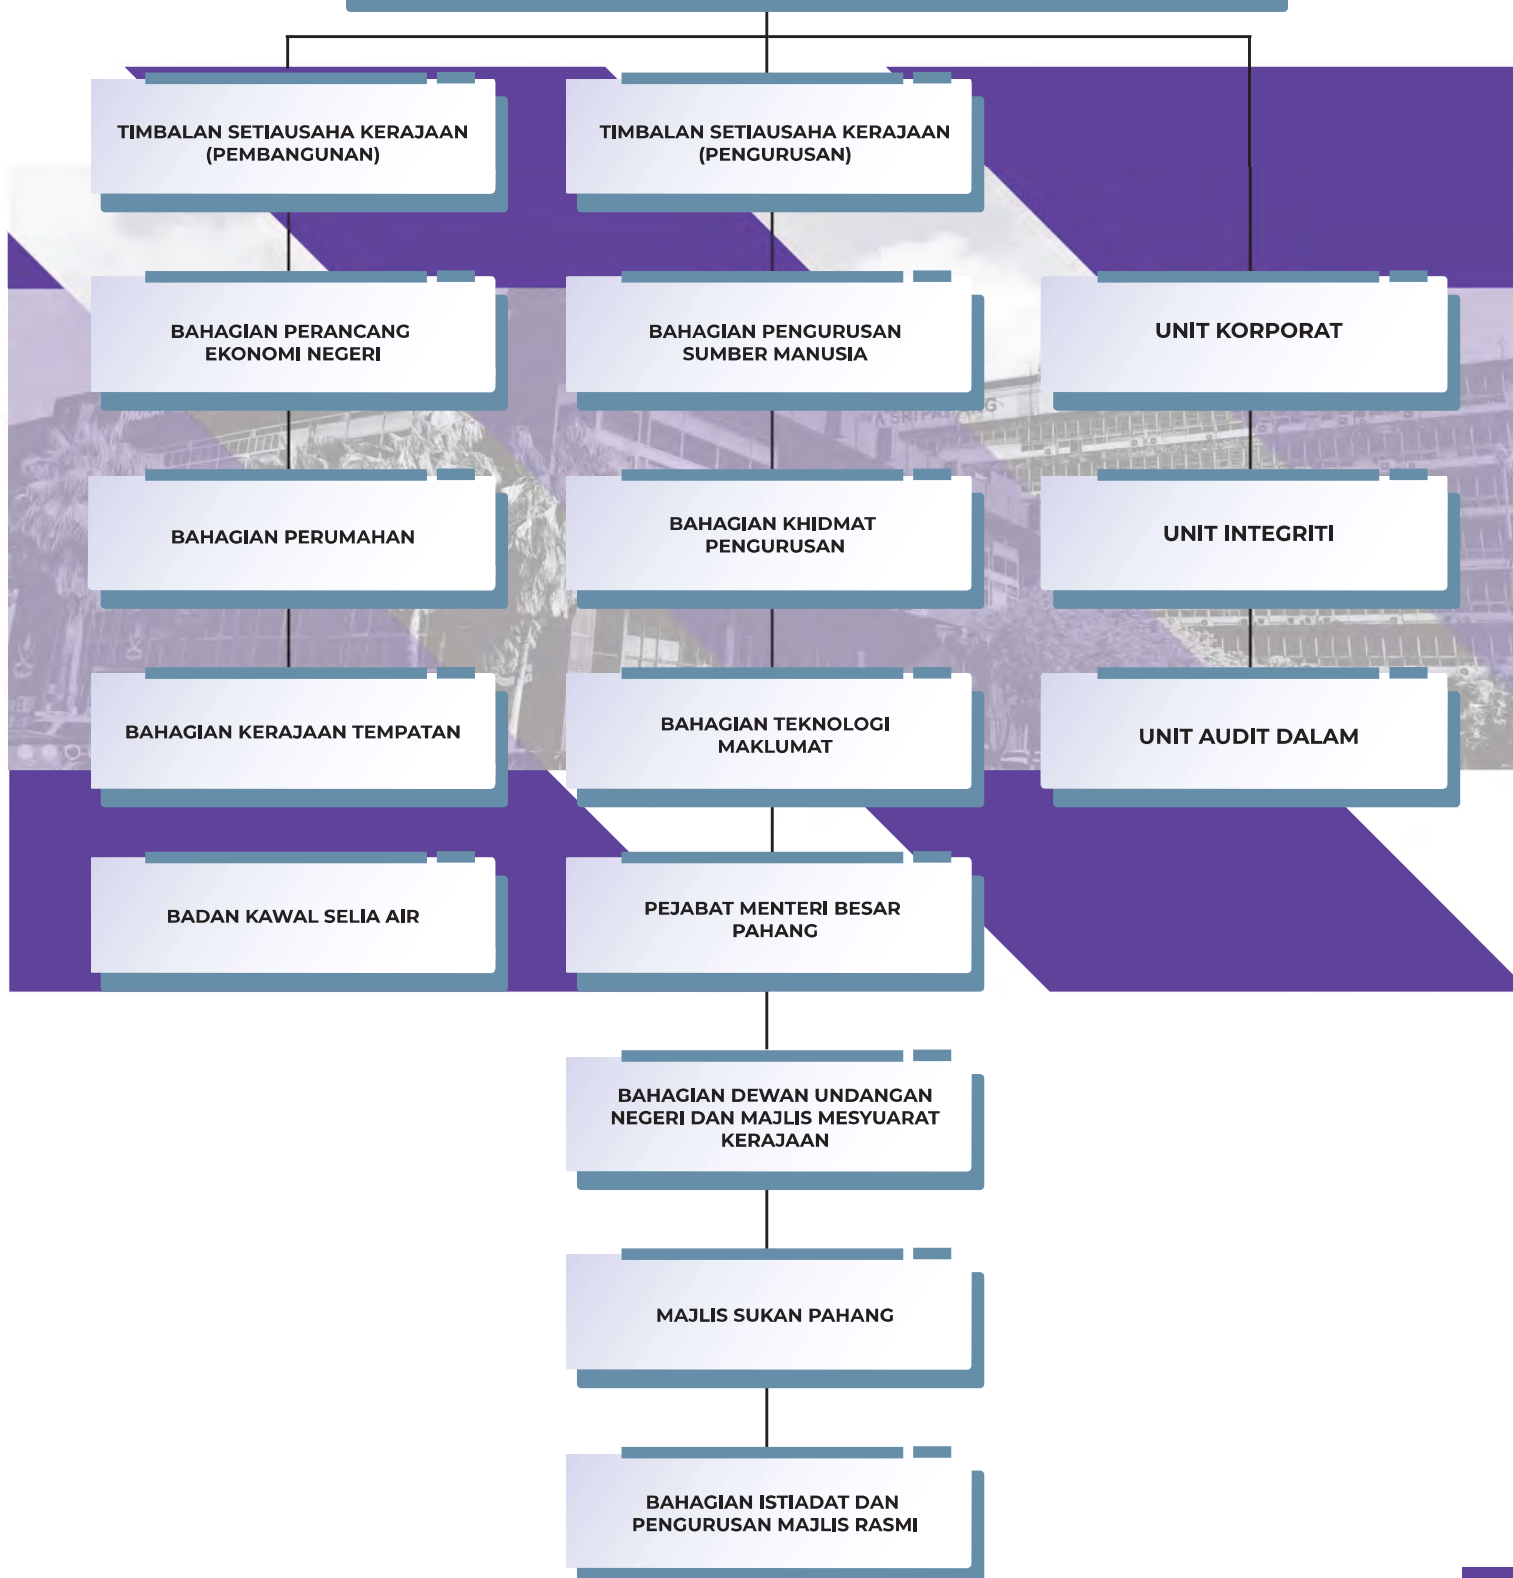 TIMBALAN SETIAUSAHA KERAJAAN
(PEMBANGUNAN)
TIMBALAN SETIAUSAHA KERAJAAN
(PENGURUSAN)
BAHAGIAN PERANCANG
EKONOMI NEGERI
BAHAGIAN PENGURUSAN
SUMBER MANUSIA
UNIT KORPORAT
BAHAGIAN PERUMAHAN
BAHAGIAN KHIDMAT
PENGURUSAN
UNIT INTEGRITI
BAHAGIAN KERAJAAN TEMPATAN
BAHAGIAN TEKNOLOGI
MAKLUMAT
UNIT AUDIT DALAM
BADAN KAWAL SELIA AIR
PEJABAT MENTERI BESAR
PAHANG
BAHAGIAN DEWAN UNDANGAN
NEGERI DAN MAJLIS MESYUARAT
KERAJAAN
MAJLIS SUKAN PAHANG
BAHAGIAN ISTIADAT DAN
PENGURUSAN MAJLIS RASMI